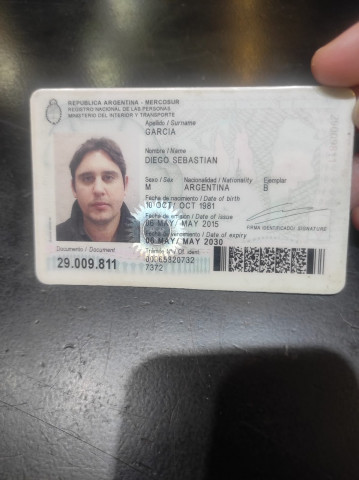 REPUBLICA ARGENTINA - MERCOSUR
REGISTRO NACIONAL DE LAS PERSONAS
MINISTERIO DEL INTERIOR Y TRANSPORTE
Apellido / Surname
GARCIA
Nombre / Name
DIEGO SEBASTIAN
Sexo / Sex Nacionalidad / Nationality Ejemplar
M ARGENTINA B
Fecha de nacimiento / Date of birth
10 OCT/ OCT 1981
Fecha de emisión / Date of issue
06 MAY/ MAY 2015
FIRMA IDENTIFICADO/ SIGNATURE
Fecha de vencimiento / Date of expiry
06 MAY/ MAY 2030
Documento / Document
29.009.811
Trámite Nº / Of. ident.
7372